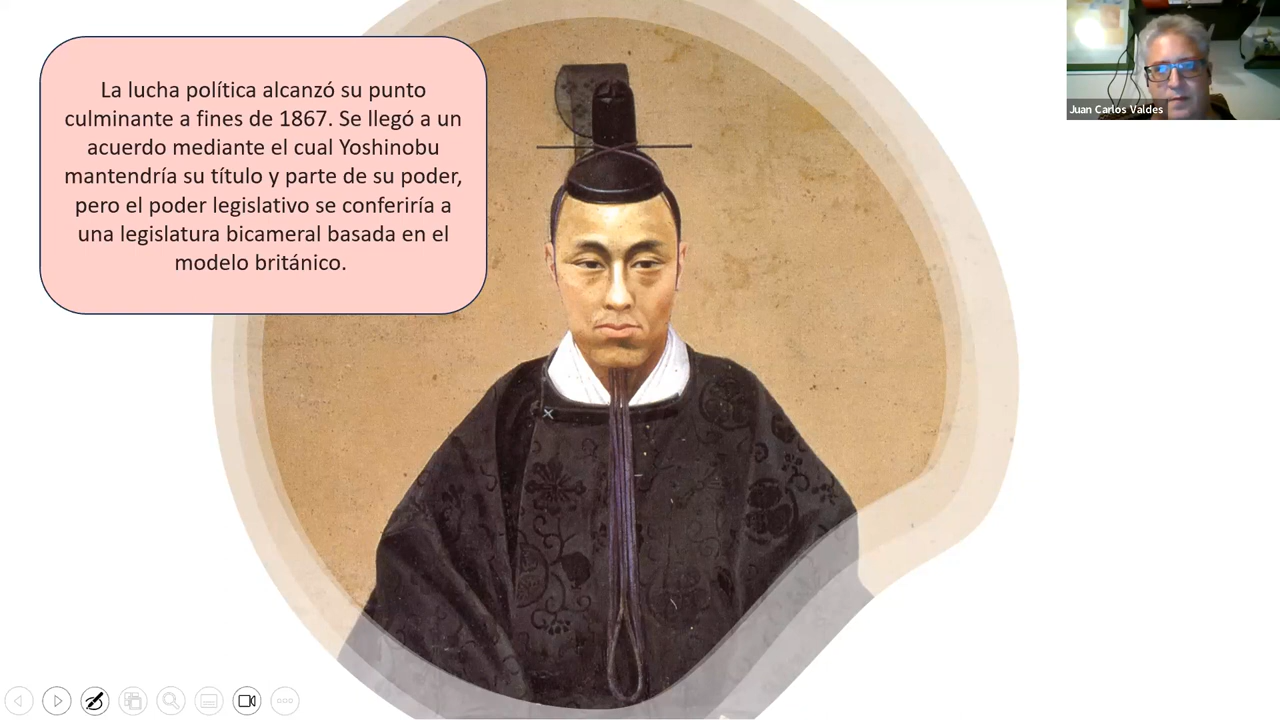 La lucha política alcanzó su punto
culminante a fines de 1867. Se llegó a un
acuerdo mediante el cual Yoshinobu
mantendría su título y parte de su poder,
pero el poder legislativo se conferiría a
una legislatura bicameral basada en el
modelo británico.
Juan Carlos Valdes